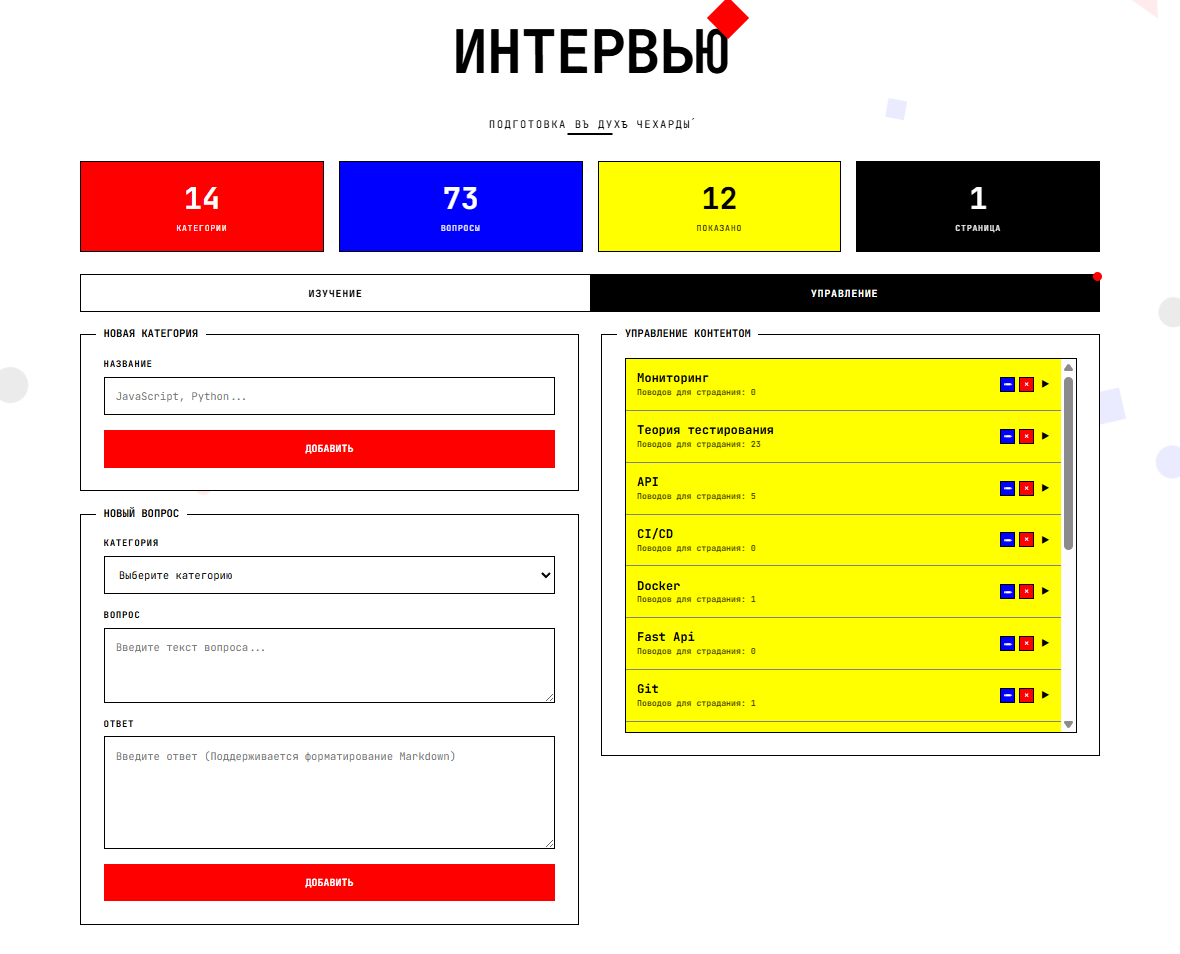 ИНТЕРВЬЮ
ПОДГОТОВКА ВЪ ДУХѢ ЧЕХАРДЫ́
14
КАТЕГОРИИ
73
ВОПРОСЫ
12
ПОКАЗАНО
1
СТРАНИЦА
ИЗУЧЕНИЕ
УПРАВЛЕНИЕ
НОВАЯ КАТЕГОРИЯ
НАЗВАНИЕ
JavaScript, Python...
ДОБАВИТЬ
НОВЫЙ ВОПРОС
КАТЕГОРИЯ
Выберите категорию
ВОПРОС
Введите текст вопроса...
ОТВЕТ
Введите ответ (Поддерживается форматирование Markdown)
ДОБАВИТЬ
УПРАВЛЕНИЕ КОНТЕНТОМ
Мониторинг
Поводов для страдания: 0
Теория тестирования
Поводов для страдания: 23
API
Поводов для страдания: 5
CI/CD
Поводов для страдания: 0
Docker
Поводов для страдания: 1
Fast Api
Поводов для страдания: 0
Git
Поводов для страдания: 1